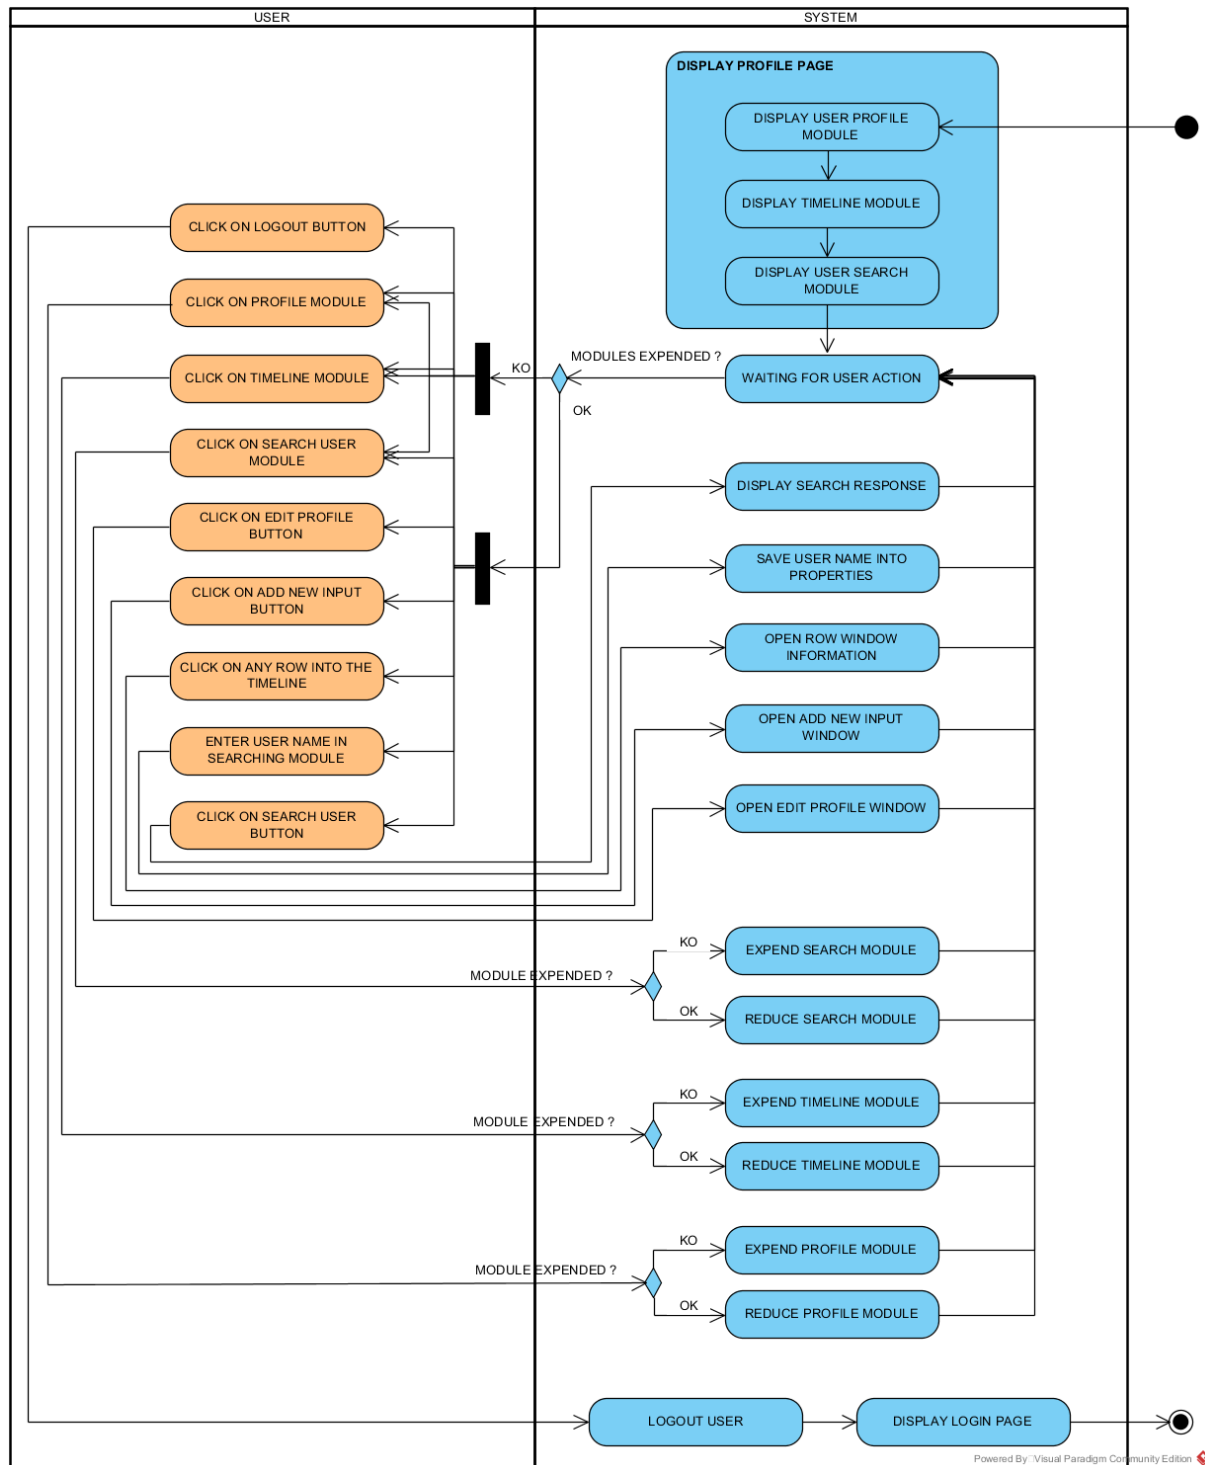 USER
SYSTEM
DISPLAY PROFILE PAGE
DISPLAY USER PROFILE
MODULE
DISPLAY TIMELINE MODULE
DISPLAY USER SEARCH
MODULE
CLICK ON LOGOUT BUTTON
CLICK ON PROFILE MODULE
CLICK ON TIMELINE MODULE
KO
MODULES EXPENDED ?
OK
WAITING FOR USER ACTION
CLICK ON SEARCH USER
MODULE
DISPLAY SEARCH RESPONSE
CLICK ON EDIT PROFILE
BUTTON
SAVE USER NAME INTO
PROPERTIES
CLICK ON ADD NEW INPUT
BUTTON
OPEN ROW WINDOW
INFORMATION
CLICK ON ANY ROW INTO THE
TIMELINE
OPEN ADD NEW INPUT
WINDOW
ENTER USER NAME IN
SEARCHING MODULE
OPEN EDIT PROFILE WINDOW
CLICK ON SEARCH USER
BUTTON
KO
EXPEND SEARCH MODULE
MODULE EXPENDED ?
OK
REDUCE SEARCH MODULE
KO
EXPEND TIMELINE MODULE
MODULE EXPENDED ?
OK
REDUCE TIMELINE MODULE
KO
EXPEND PROFILE MODULE
MODULE EXPENDED ?
OK
REDUCE PROFILE MODULE
LOGOUT USER
DISPLAY LOGIN PAGE
Powered By Visual Paradigm Community Edition